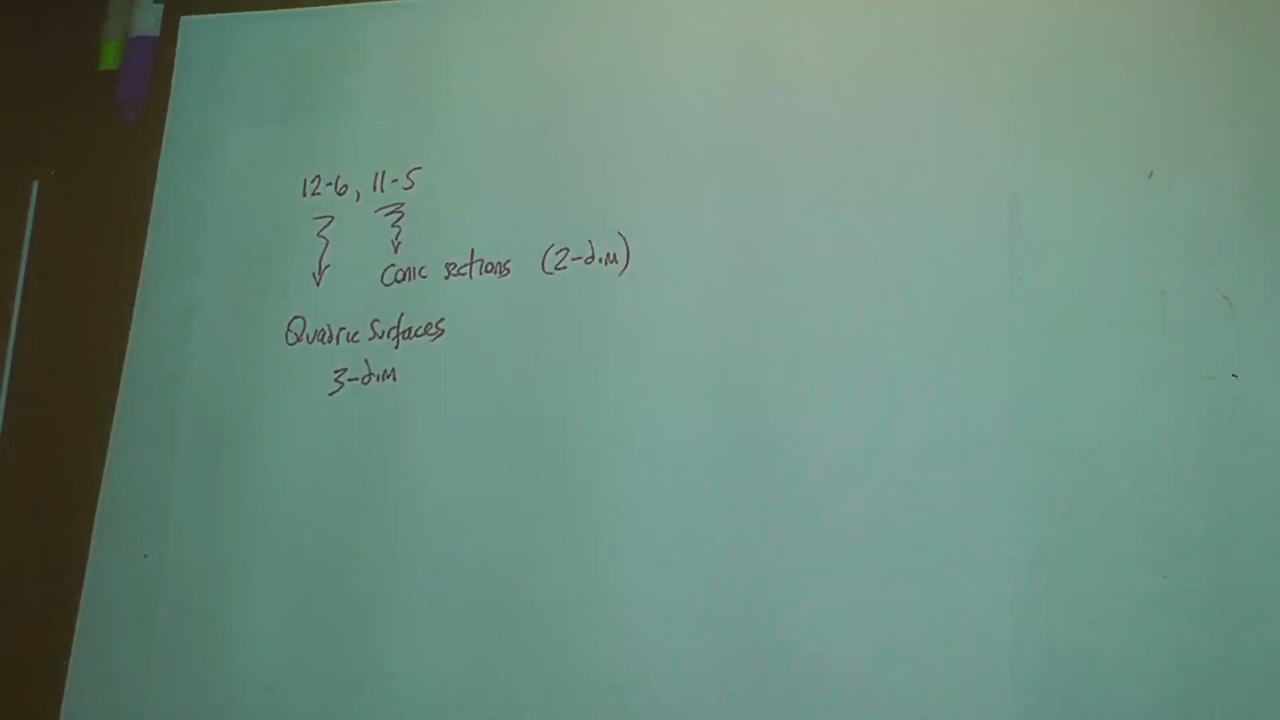 12-6, 11-5
Conic sections (2-dim)
Quadric Surfaces
3-dim